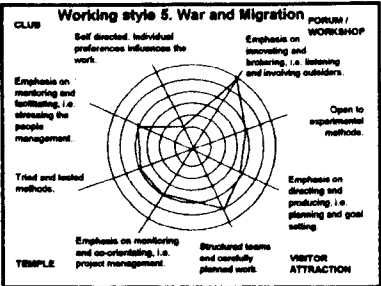 Working style 5. War and Migration
CLUB
FORUM /
WORKSHOP
Self directed. Individual
preferences influences the
work.
Emphasis on
innovating and
brokering, i.e. listening
and involving outsiders.
Emphasis on
mentoring and
facilitating, i.e.
stressing the
people
management.
Open to
experimental
methods.
Tried and tested
methods.
Emphasis on
directing and
producing, i.e.
planning and goal
setting.
Emphasis on monitoring
and co-orientating, i.e.
project management.
Structured teams
and carefully
planned work.
TEMPLE
VISITOR
ATTRACTION